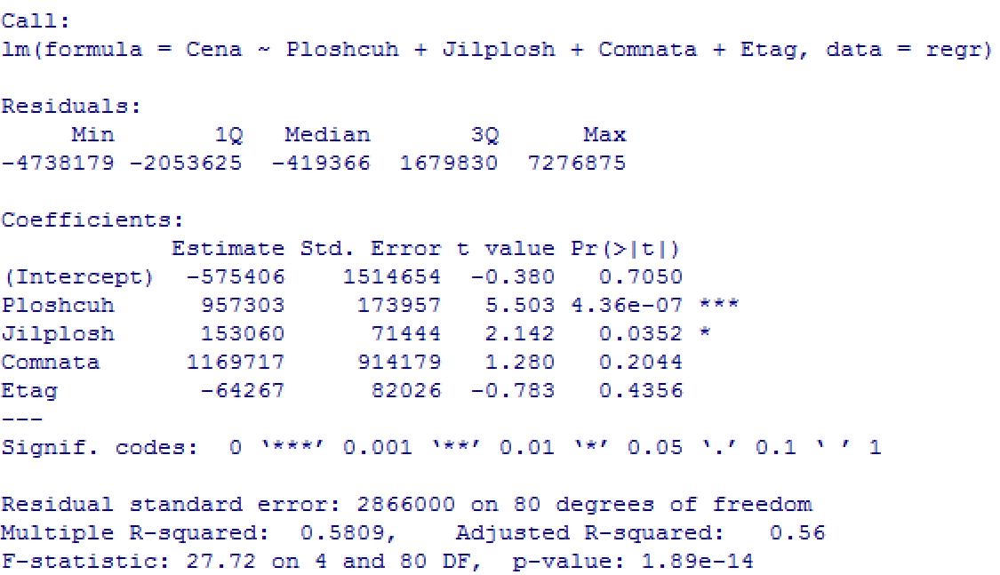 Call:
lm(formula = Cena ~ Ploshcuh + Jilplosh + Comnata + Etag, data = regr)
Residuals:
Min 1Q Median 3Q Max
-4738179 -2053625 -419366 1679830 7276875
Coefficients:
Estimate Std. Error t value Pr(>|t|)
(Intercept) -575406 1514654 -0.380 0.7050
Ploshcuh 957303 173957 5.503 4.36e-07 ***
Jilplosh 153060 71444 2.142 0.0352 *
Comnata 1169717 914179 1.280 0.2044
Etag -64267 82026 -0.783 0.4356
---
Signif. codes: 0 ‘***’ 0.001 ‘**’ 0.01 ‘*’ 0.05 ‘.’ 0.1 ‘ ’ 1
Residual standard error: 2866000 on 80 degrees of freedom
Multiple R-squared: 0.5809, Adjusted R-squared: 0.56
F-statistic: 27.72 on 4 and 80 DF, p-value: 1.89e-14